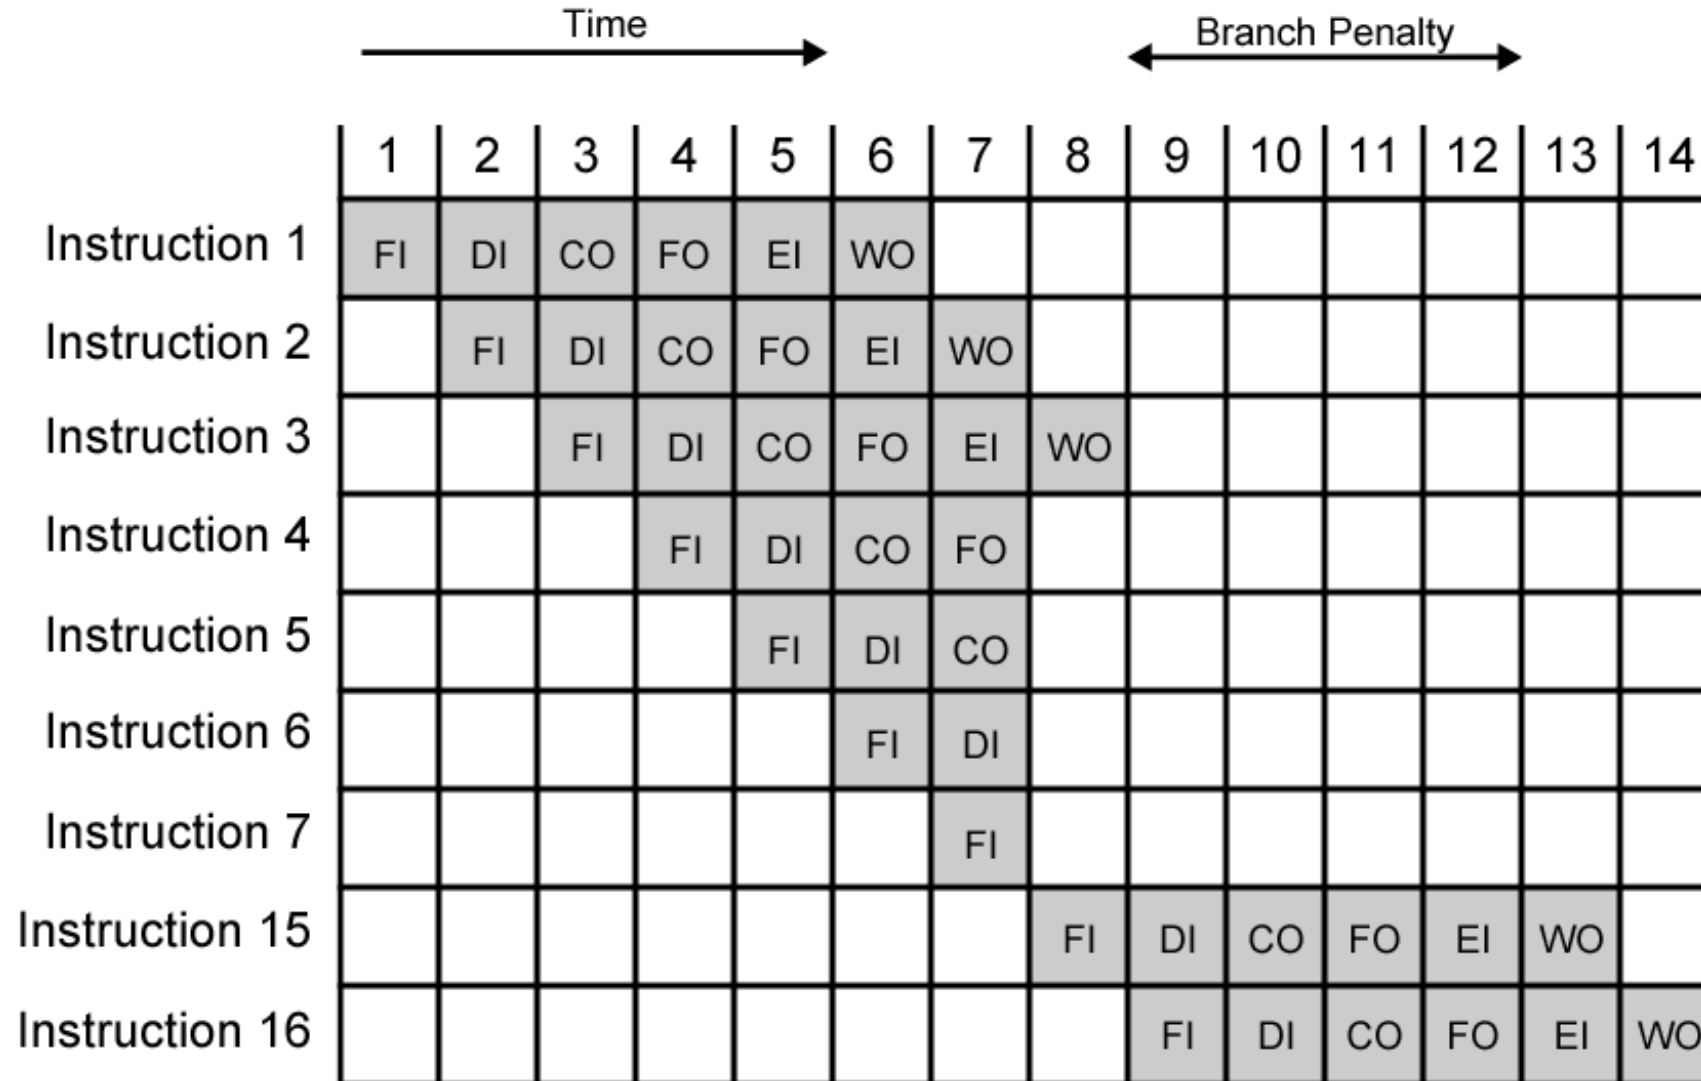 Time Branch Penalty
1 2 3 4 5 6 7 8 9 10 11 12 13 14
Instruction 1 FI DI CO FO EI WO
Instruction 2 FI DI CO FO EI WO
Instruction 3 FI DI CO FO EI WO
Instruction 4 FI DI CO FO
Instruction 5 FI DI CO
Instruction 6 FI DI
Instruction 7 FI
Instruction 15 FI DI CO FO EI WO
Instruction 16 FI DI CO FO EI WO